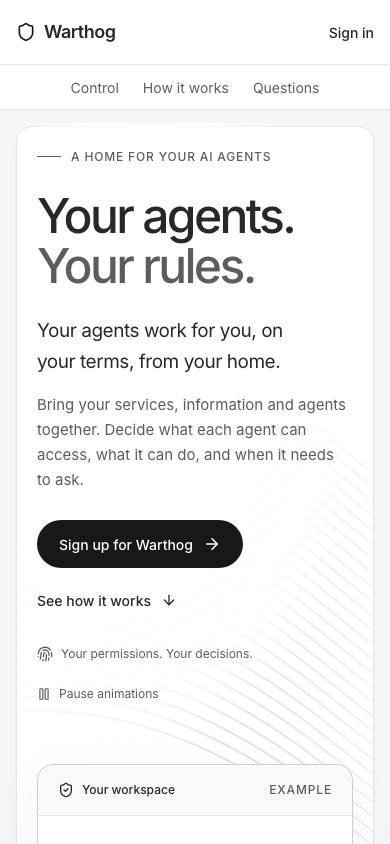 Warthog
Sign in
Control
How it works
Questions
A HOME FOR YOUR AI AGENTS
Your agents.
Your rules.
Your agents work for you, on
your terms, from your home.
Bring your services, information and agents
together. Decide what each agent can
access, what it can do, and when it needs
to ask.
Sign up for Warthog
See how it works
Your permissions. Your decisions.
Pause animations
Your workspace
EXAMPLE